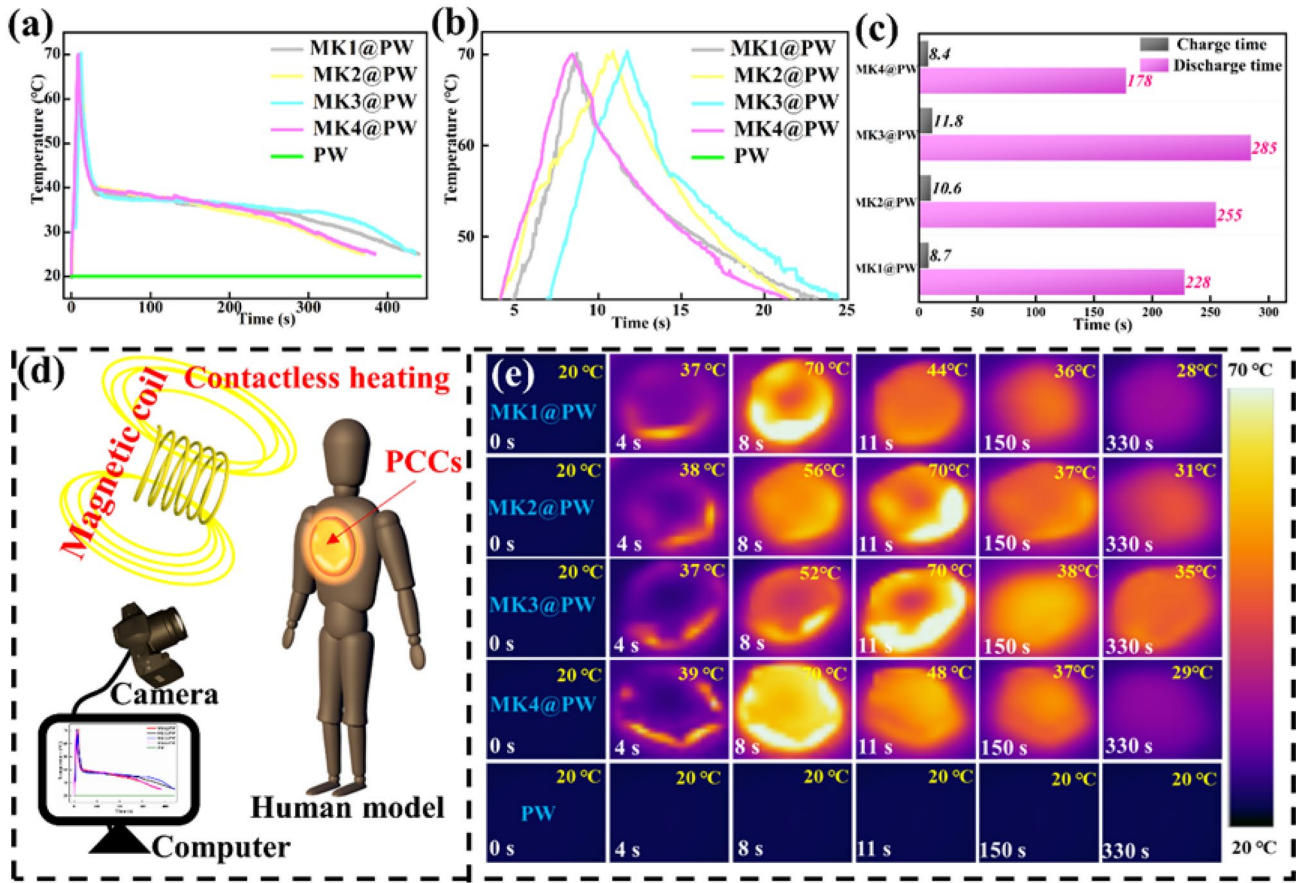 (a)
MK1@PW
MK2@PW
MK3@PW
MK4@PW
PW
Temperature (°C)
70
60
50
40
30
20
0
100
200
300
400
Time (s)
(b)
MK1@PW
MK2@PW
MK3@PW
MK4@PW
PW
Temperature (°C)
70
60
50
5
10
15
20
25
Time (s)
(c)
Charge time
Discharge time
MK4@PW
8.4
178
MK3@PW
11.8
285
MK2@PW
10.6
255
MK1@PW
8.7
228
0
50
100
150
200
250
300
Time (s)
(d)
Contactless heating
Magnetic coil
PCCs
Camera
Computer
Human model
(e)
20 °C
37 °C
70 °C
44°C
36°C
28°C
MK1@PW
0 s
4 s
8 s
11 s
150 s
330 s
20 °C
38 °C
56°C
70°C
37°C
31°C
MK2@PW
0 s
4 s
8 s
11 s
150 s
330 s
20 °C
37°C
52°C
70°C
38°C
35°C
MK3@PW
0 s
4 s
8 s
11 s
150 s
330 s
20 °C
39°C
70 °C
48°C
37°C
29°C
MK4@PW
0 s
4 s
8 s
11 s
150 s
330 s
20 °C
20 °C
20 °C
20 °C
20 °C
20 °C
PW
0 s
4 s
8 s
11 s
150 s
330 s
70 °C
20 °C